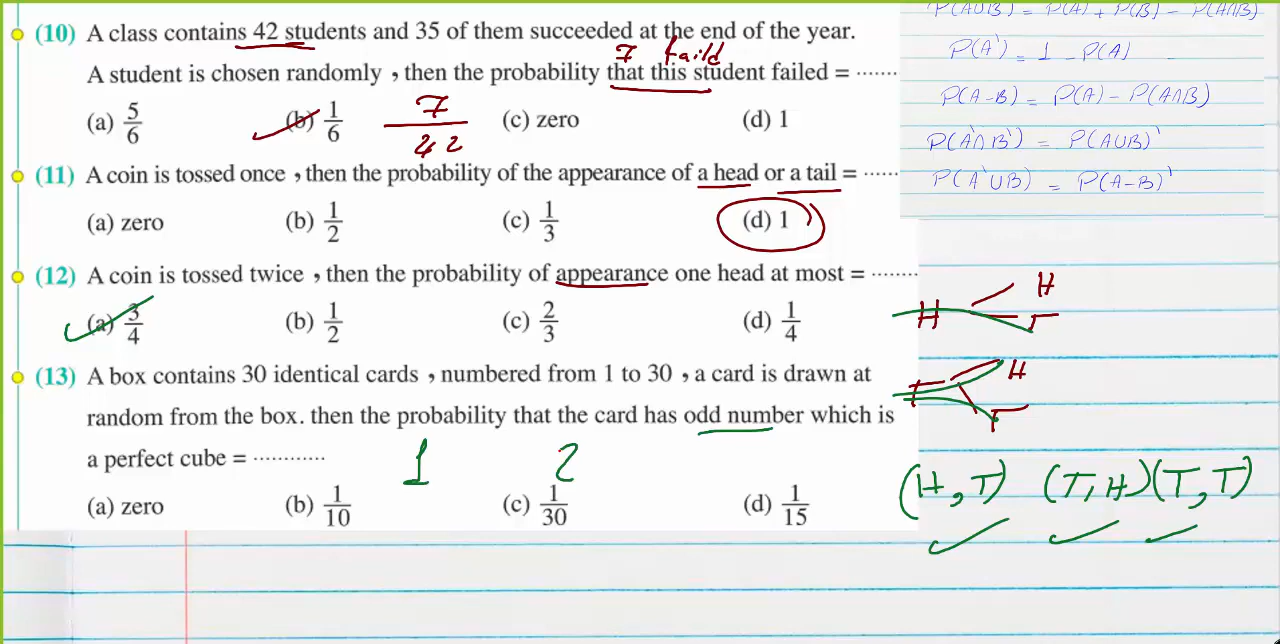 (10) A class contains 42 students and 35 of them succeeded at the end of the year.
7 faild
A student is chosen randomly , then the probability that this student failed = ·······
(a) 5/6 (b) 1/6 7/42 (c) zero (d) 1
(11) A coin is tossed once , then the probability of the appearance of a head or a tail = ······
(a) zero (b) 1/2 (c) 1/3 (d) 1
(12) A coin is tossed twice , then the probability of appearance one head at most = ········
(a) 3/4 (b) 1/2 (c) 2/3 (d) 1/4
(13) A box contains 30 identical cards , numbered from 1 to 30 , a card is drawn at
random from the box. then the probability that the card has odd number which is
a perfect cube = ············ 1 2
(a) zero (b) 1/10 (c) 1/30 (d) 1/15
P(A∪B) = P(A) + P(B) - P(A∩B)
P(A') = 1 - P(A)
P(A-B) = P(A) - P(A∩B)
P(A'∩B') = P(A∪B)'
P(A'∪B) = P(A-B)'
H H
T
T H
T
(H,T) (T,H) (T,T)